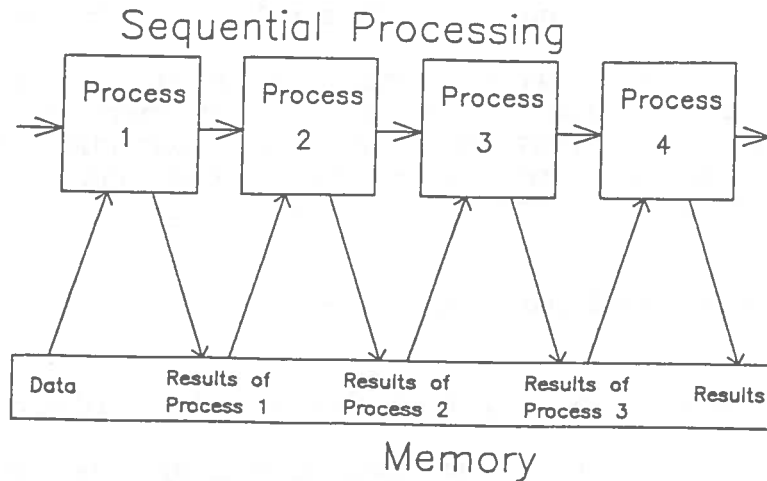 Sequential Processing
Process
1
Process
2
Process
3
Process
4
Data
Results of
Process 1
Results of
Process 2
Results of
Process 3
Results
Memory